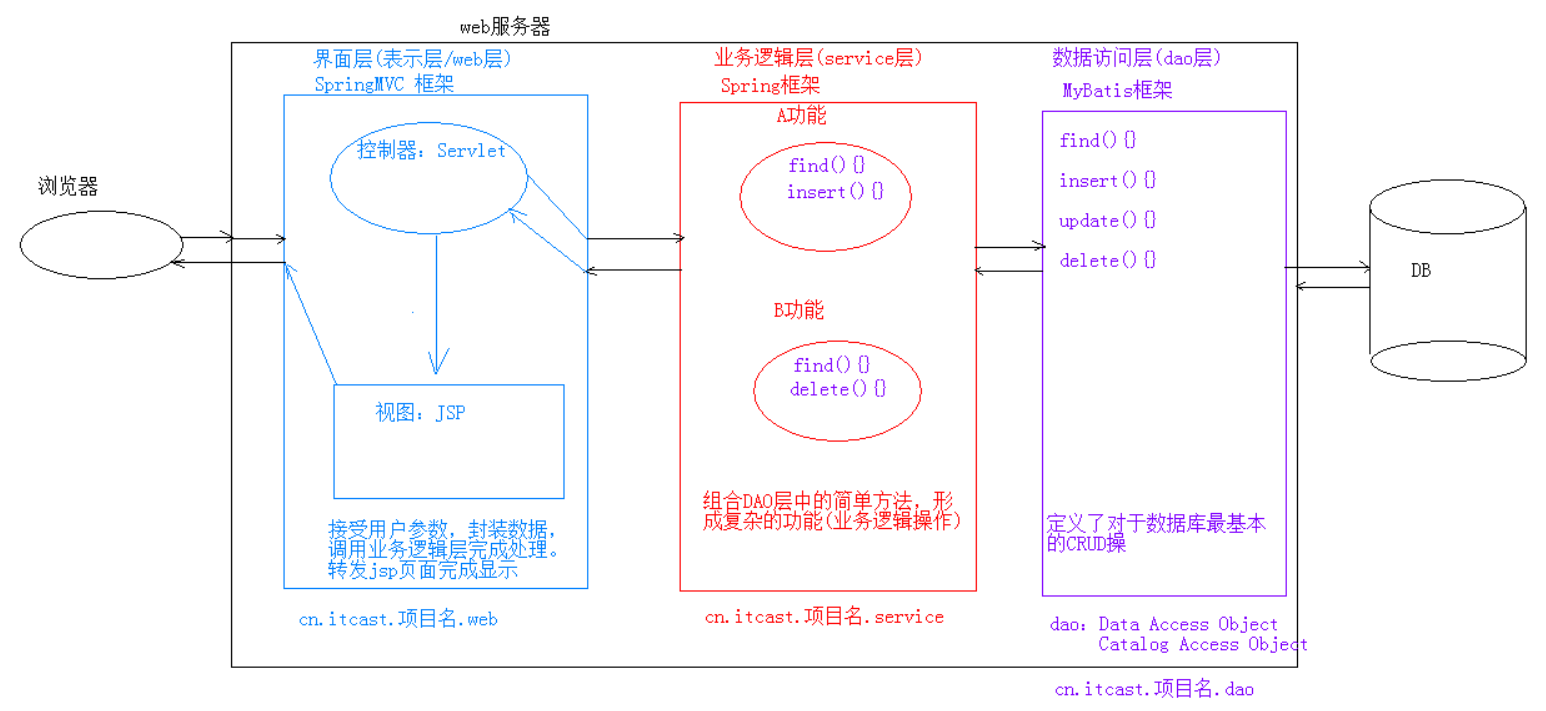 web服务器
界面层(表示层/web层)
SpringMVC 框架
控制器：Servlet
视图：JSP
接受用户参数，封装数据，
调用业务逻辑层完成处理。
转发jsp页面完成显示
cn.itcast.项目名.web
浏览器
业务逻辑层(service层)
Spring框架
A功能
find(){}
insert(){}
B功能
find(){}
delete(){}
组合DAO层中的简单方法，形
成复杂的功能(业务逻辑操作)
cn.itcast.项目名.service
数据访问层(dao层)
MyBatis框架
find(){}
insert(){}
update(){}
delete(){}
定义了对于数据库最基本
的CRUD操
dao：Data Access Object
Catalog Access Object
cn.itcast.项目名.dao
DB